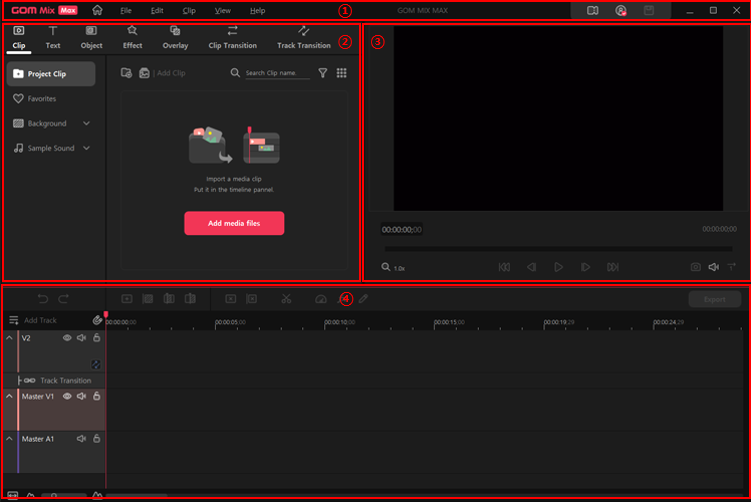 GOM Mix Max File Edit Clip View Help ① GOM MIX MAX
Clip Text Object Effect Overlay Clip Transition Track Transition ② ③
Project Clip
Favorites
Background
Sample Sound
Add Clip Search Clip name.
Import a media clip
Put it in the timeline pannel.
Add media files
00:00:00;00 00:00:00;00
1.0x
④ Export
Add Track 00:00:00;00 00:00:05;00 00:00:10;00 00:00:15;00 00:00:19;29 00:00:24;29
V2
Track Transition
Master V1
Master A1